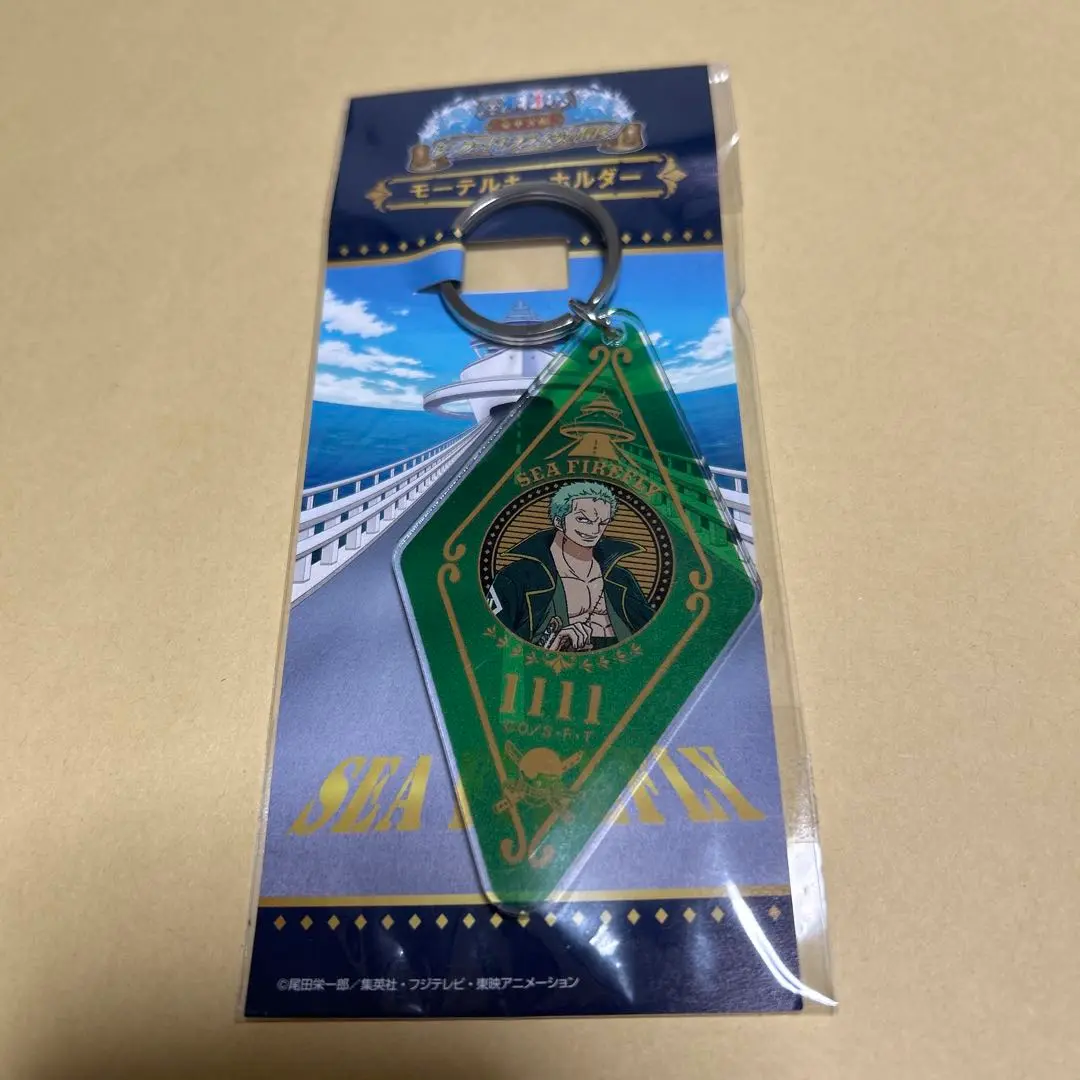 モーテルキーホルダー
SEA FIREFLY
1111
SEA FLY
©尾田栄一郎／集英社・フジテレビ・東映アニメーション